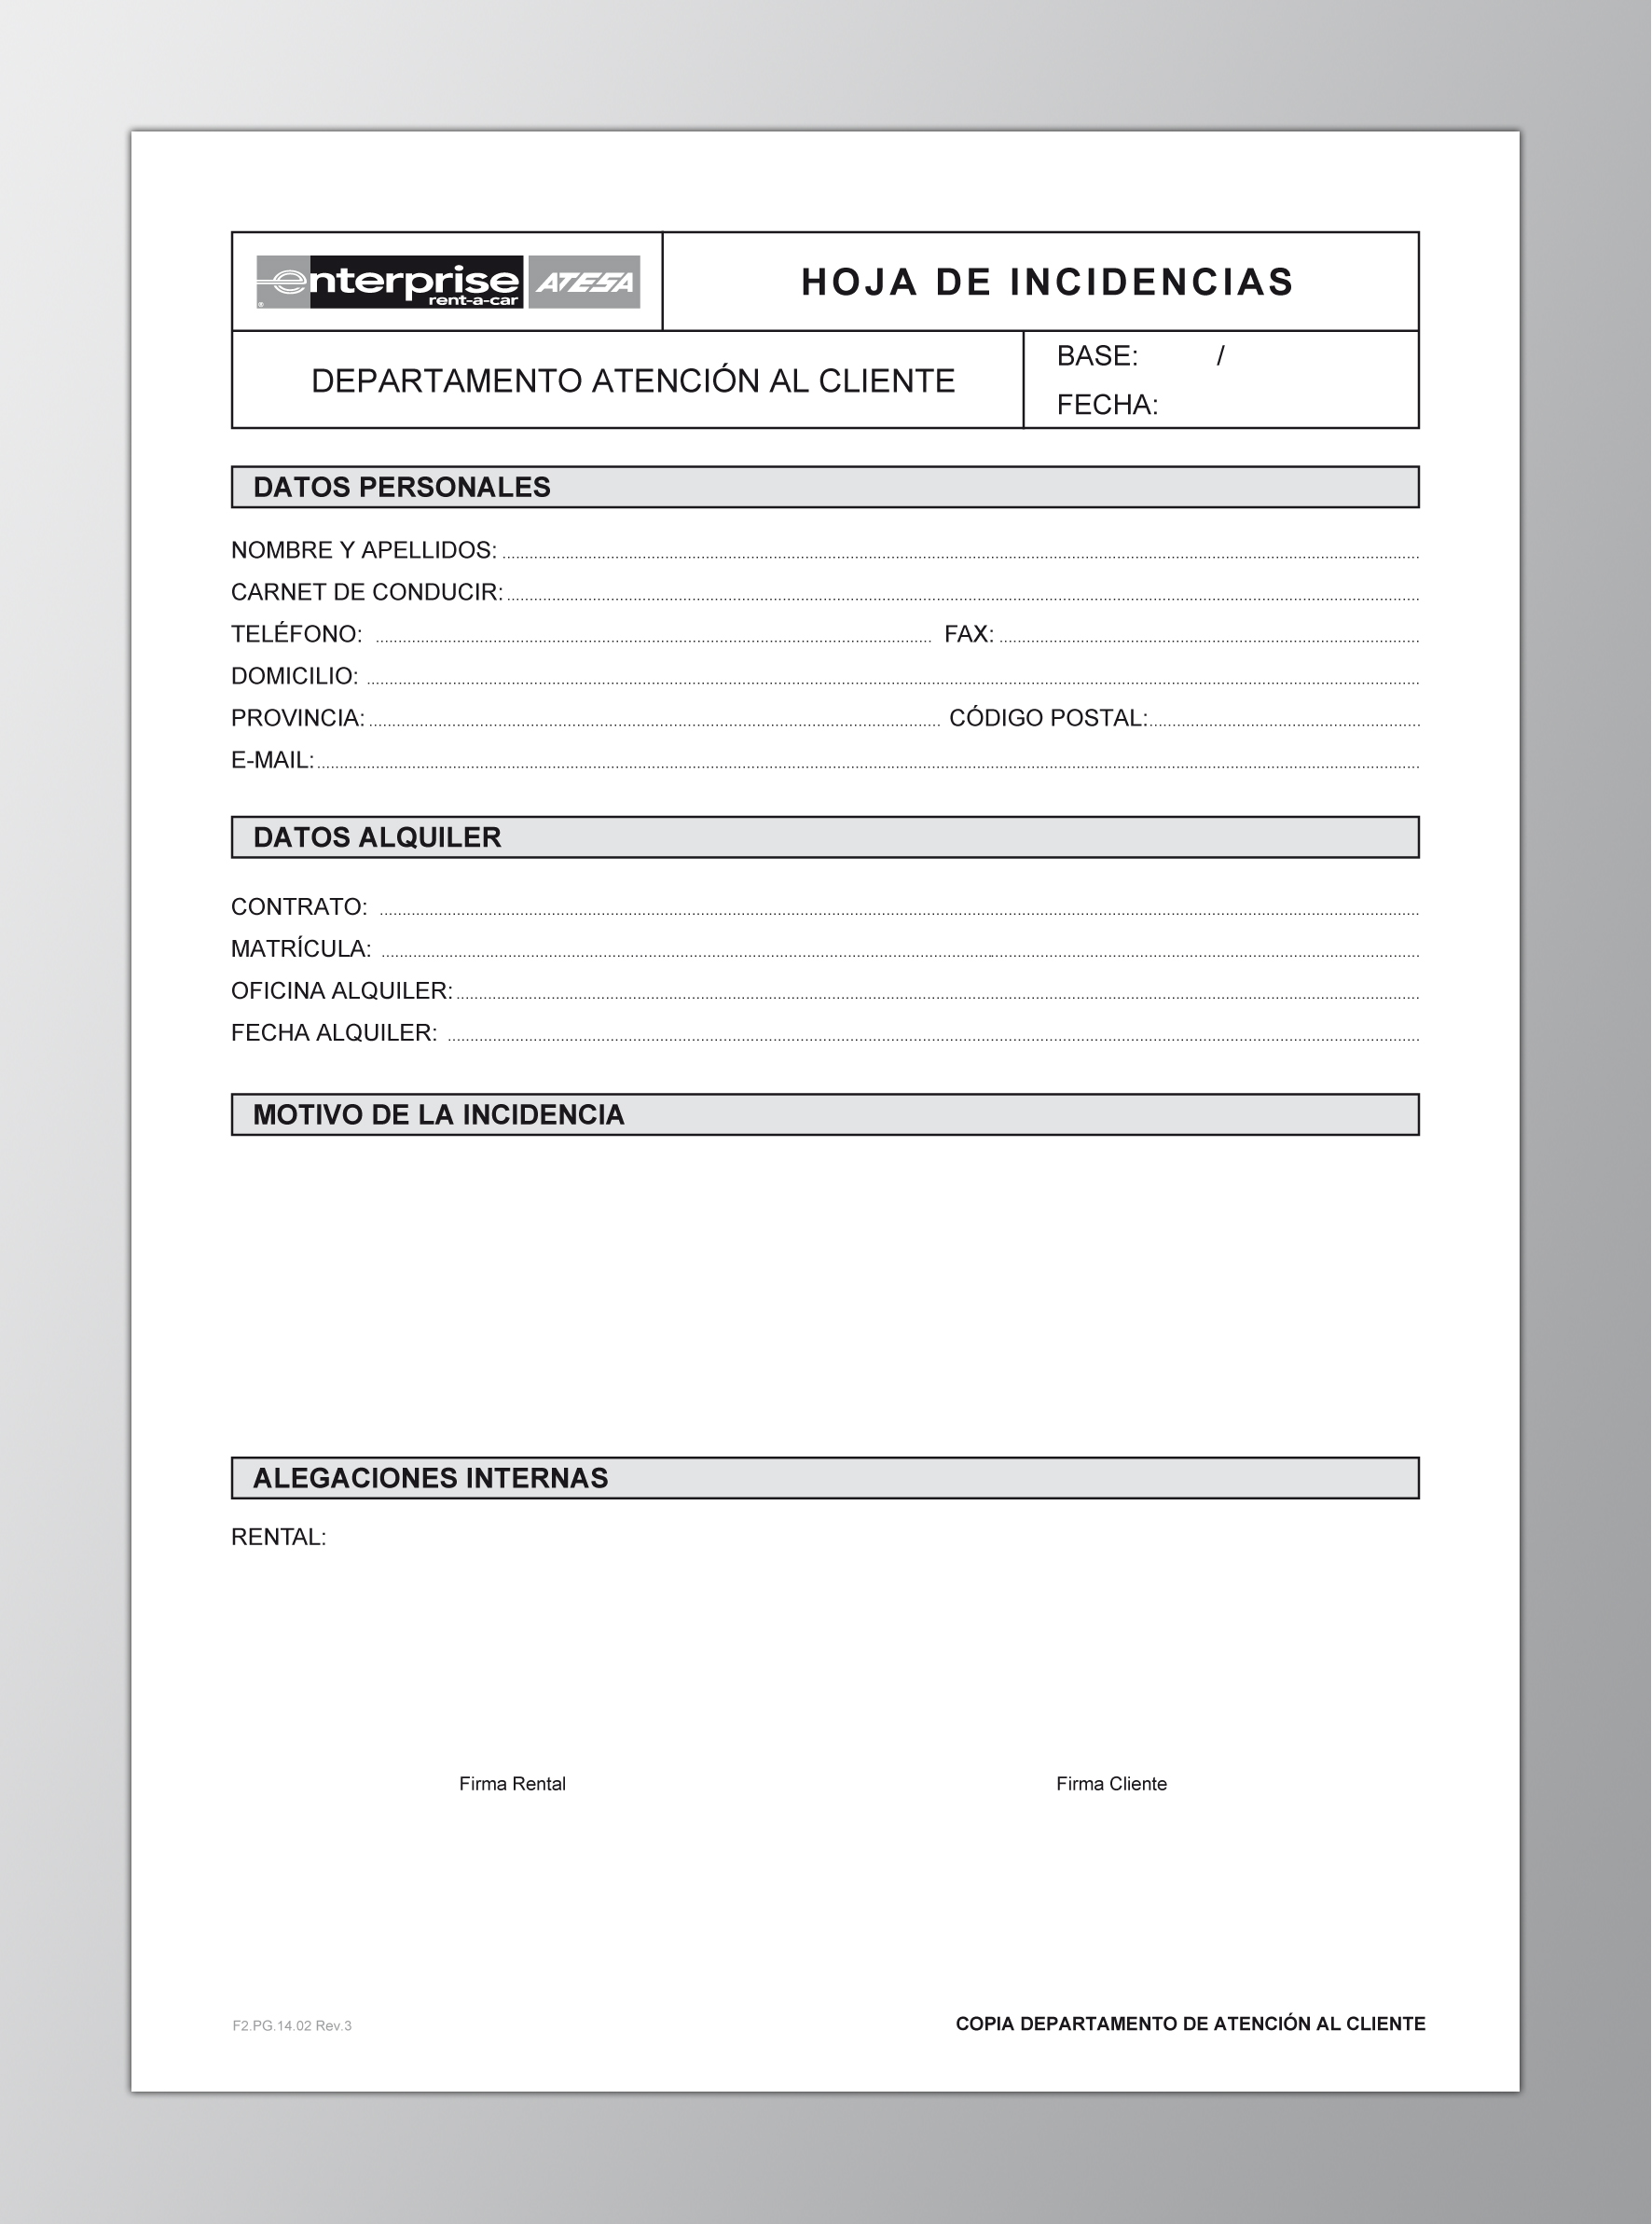 enterprise ATESA
rent-a-car
®
HOJA DE INCIDENCIAS
DEPARTAMENTO ATENCIÓN AL CLIENTE
BASE: /
FECHA:
DATOS PERSONALES
NOMBRE Y APELLIDOS:
CARNET DE CONDUCIR:
TELÉFONO: FAX:
DOMICILIO:
PROVINCIA: CÓDIGO POSTAL:
E-MAIL:
DATOS ALQUILER
CONTRATO:
MATRÍCULA:
OFICINA ALQUILER:
FECHA ALQUILER:
MOTIVO DE LA INCIDENCIA
ALEGACIONES INTERNAS
RENTAL:
Firma Rental Firma Cliente
F2.PG.14.02 Rev.3 COPIA DEPARTAMENTO DE ATENCIÓN AL CLIENTE